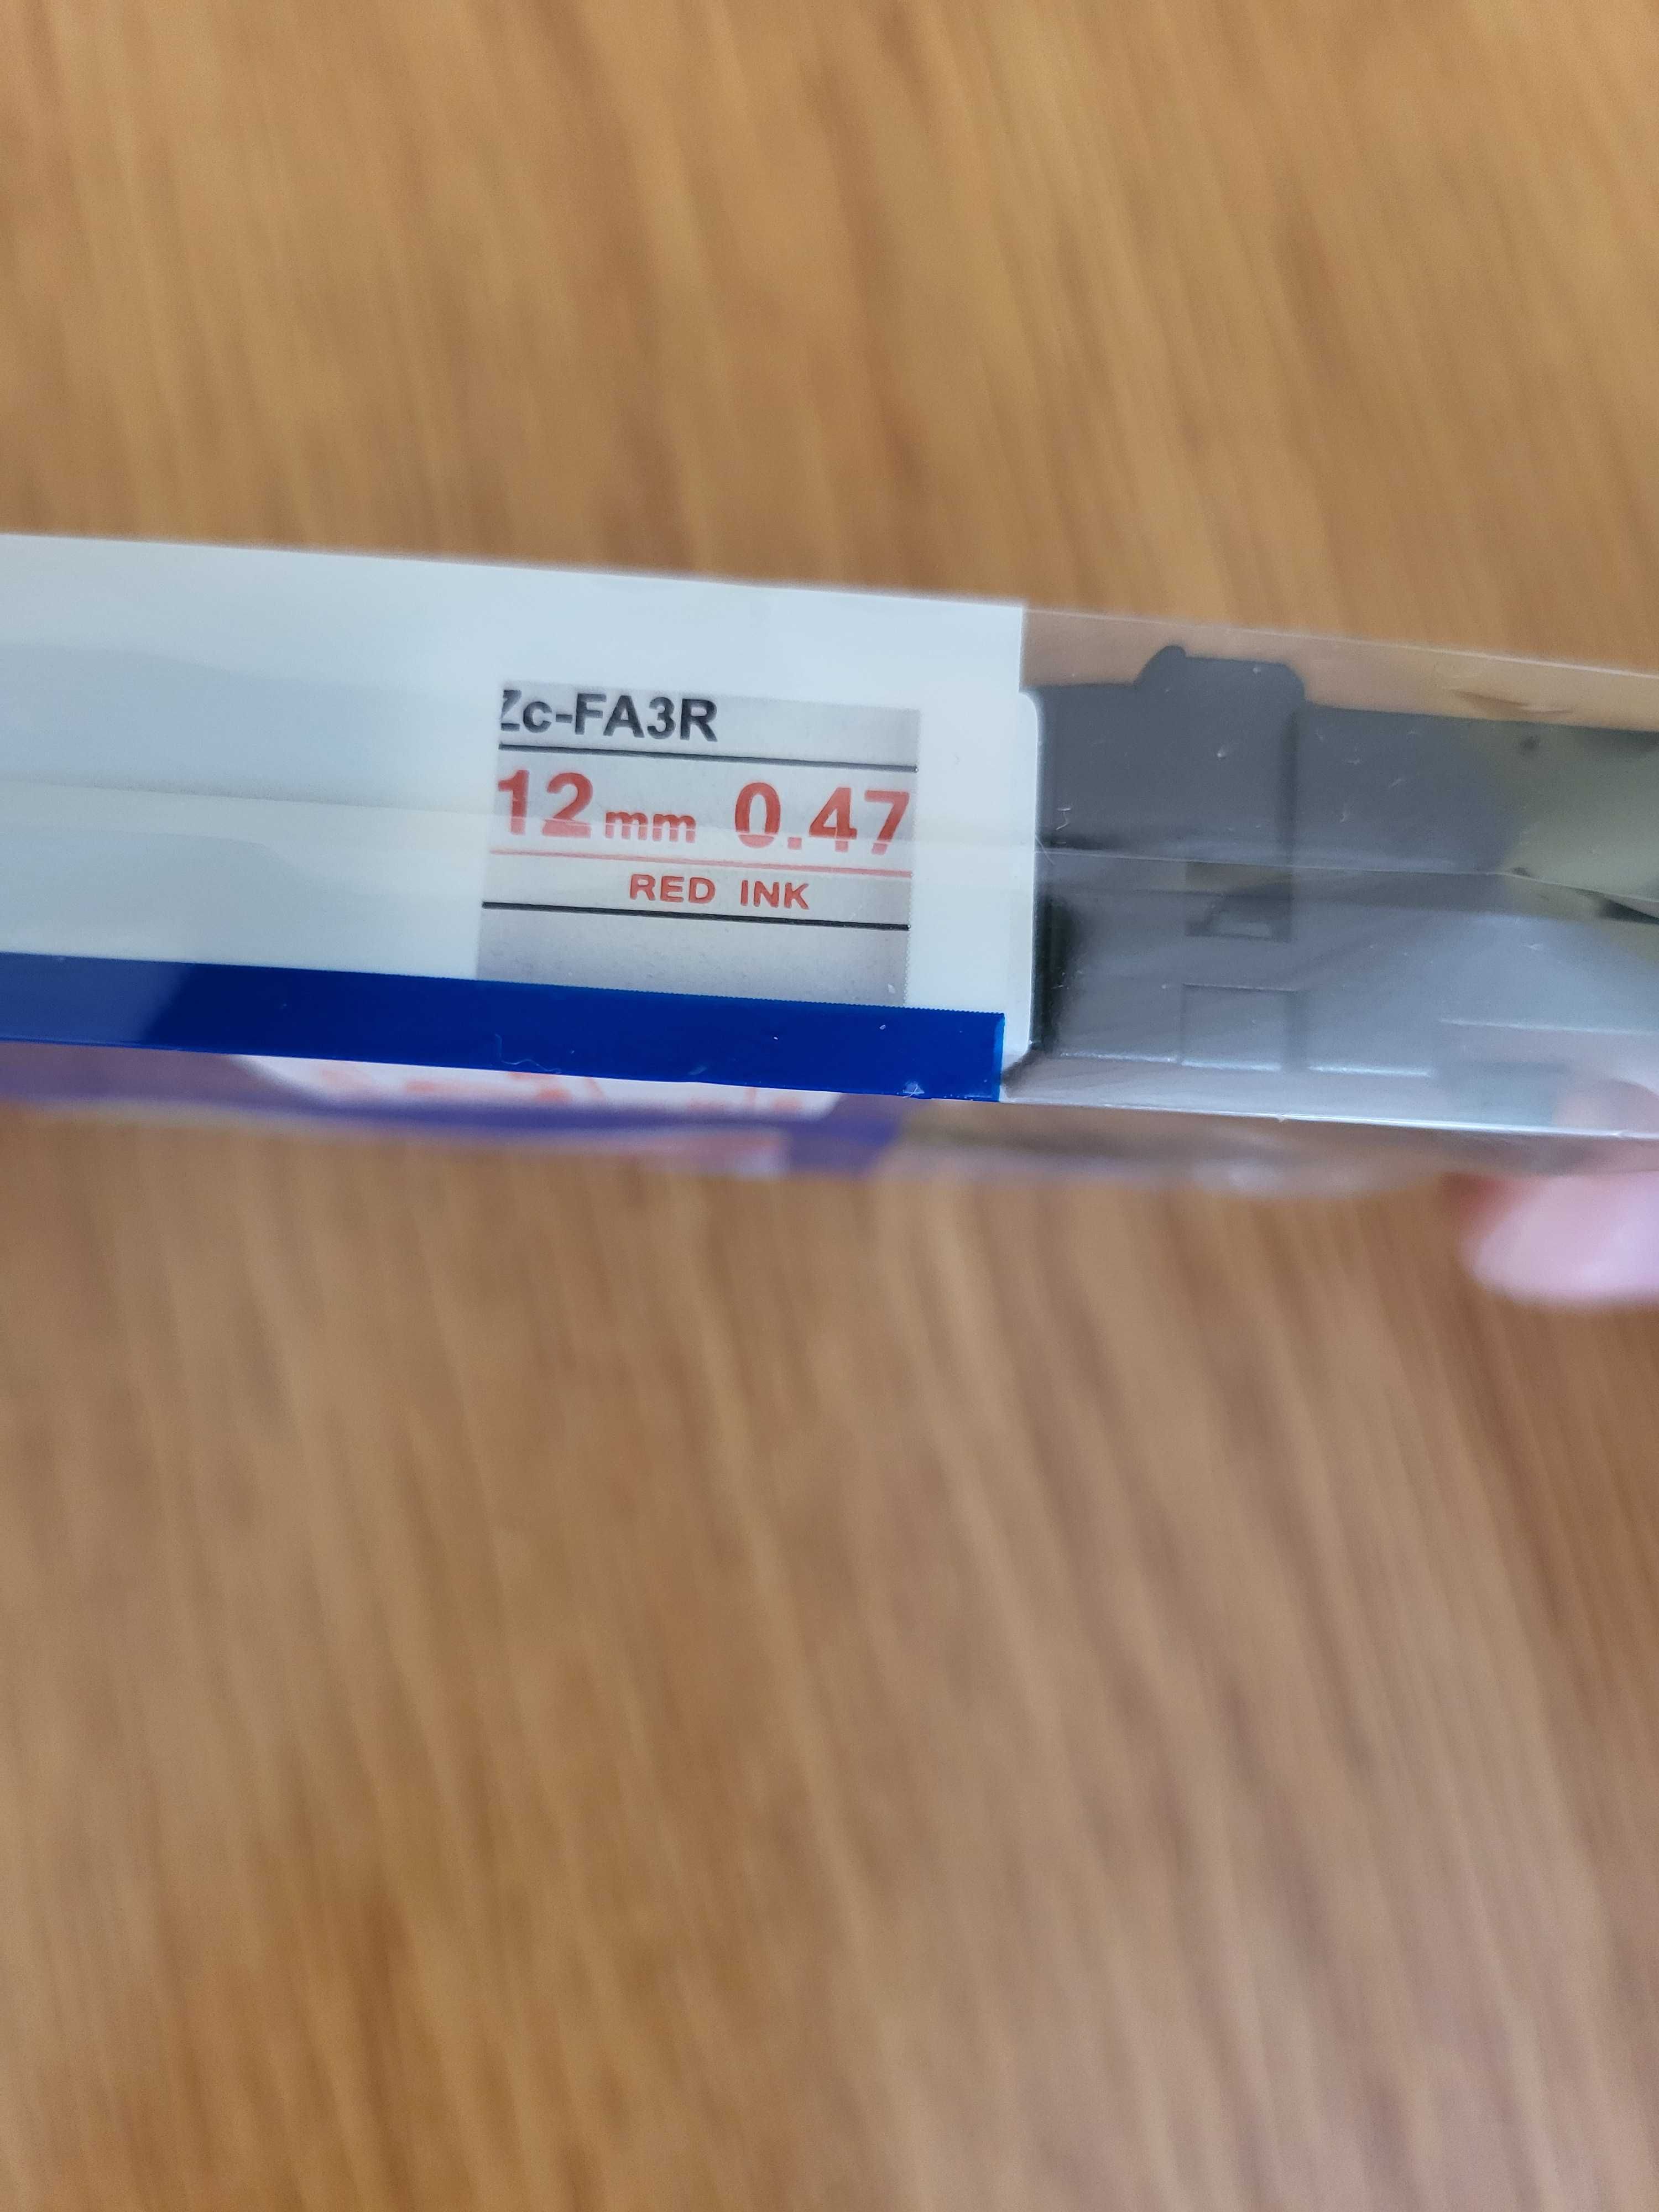 Zc-FA3R
12mm 0.47
RED INK